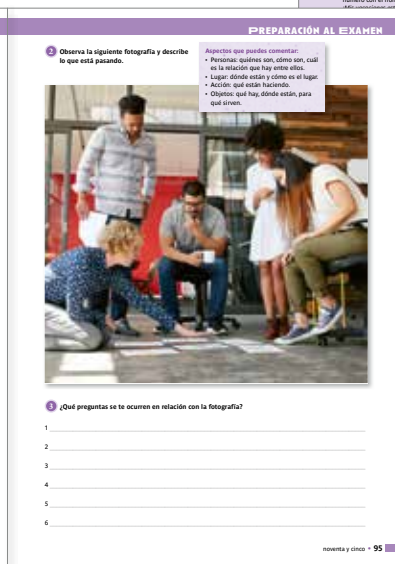 PREPARACIÓN AL EXAMEN
2 Observa la siguiente fotografía y describe
lo que está pasando.
Aspectos que puedes comentar:
• Personas: quiénes son, cómo son, cuál
es la relación que hay entre ellos.
• Lugar: dónde están y cómo es el lugar.
• Acción: qué están haciendo.
• Objetos: qué hay, dónde están, para
qué sirven.
3 ¿Qué preguntas se te ocurren en relación con la fotografía?
1
2
3
4
5
6
noventa y cinco • 95